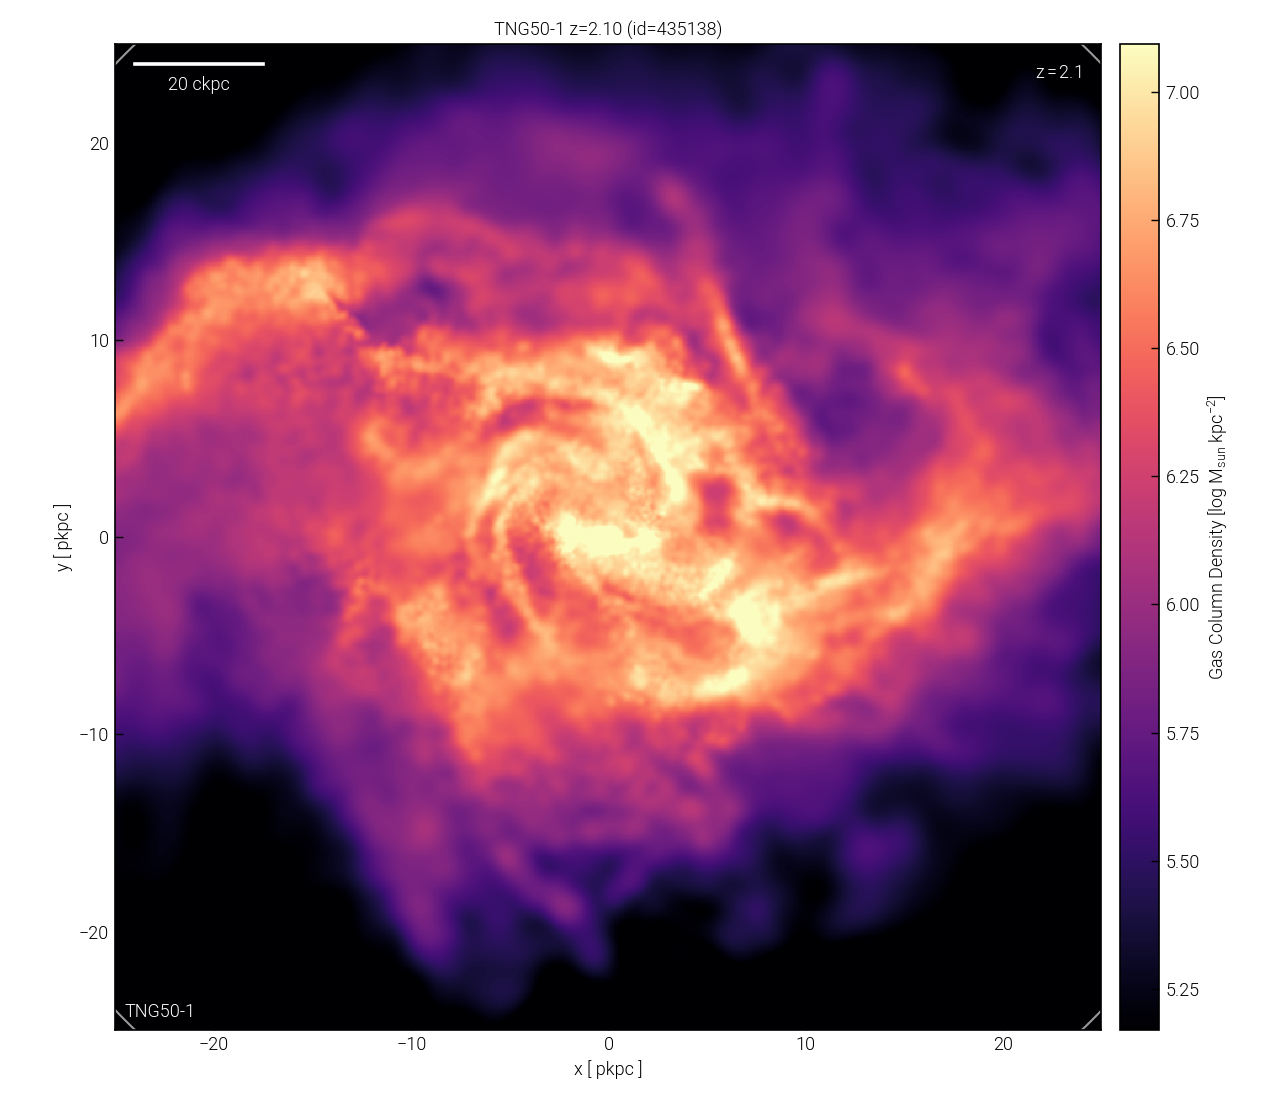 TNG50-1 z=2.10 (id=435138)
20 ckpc
z = 2.1
TNG50-1
20
10
0
−10
−20
y [ pkpc ]
−20
−10
0
10
20
x [ pkpc ]
7.00
6.75
6.50
6.25
6.00
5.75
5.50
5.25
Gas Column Density [log M_sun kpc⁻²]